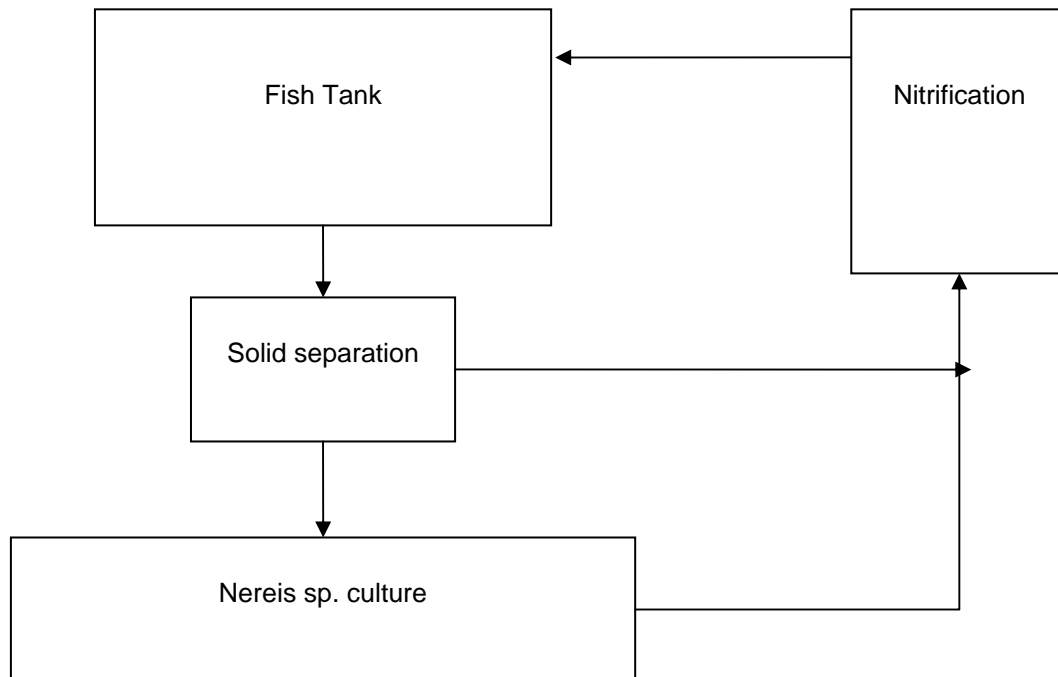 Fish Tank
Nitrification
Solid separation
Nereis sp. culture